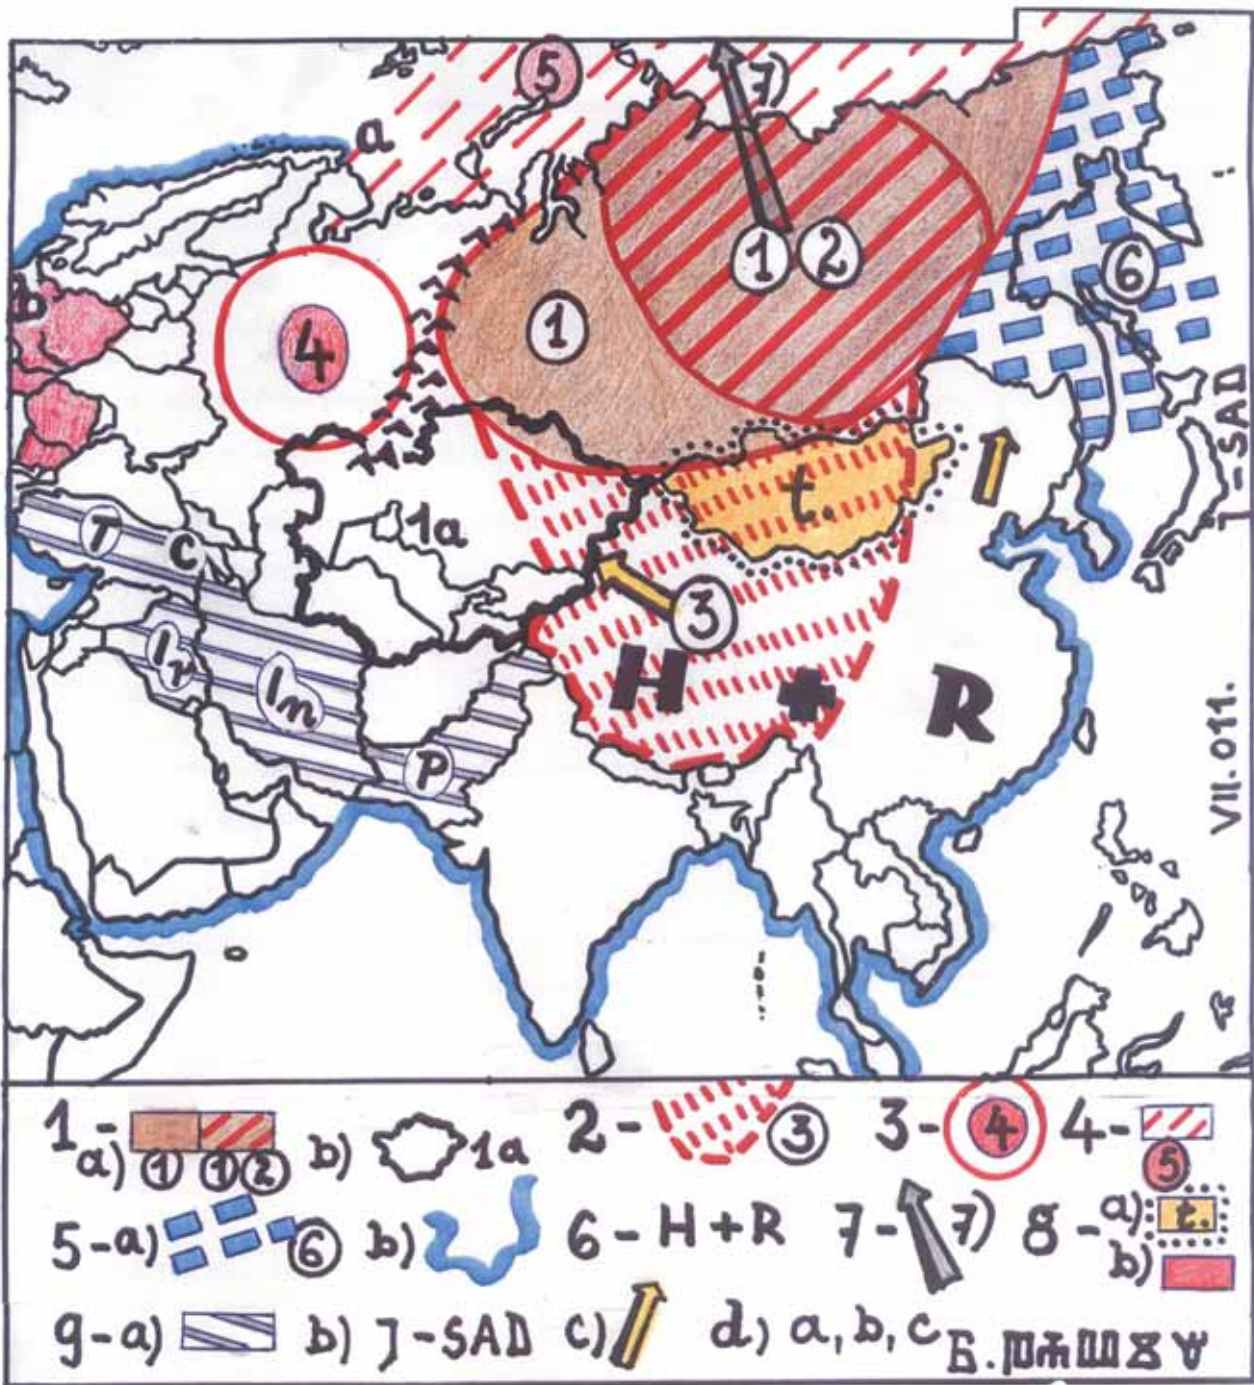 5
7)
a
1 2
6
b
1
4
J-SAD
t.
1a
T
C
3
H + R
In
P
VII. 011.
1- a) 1 1 2 b) 1a 2- 3 3- 4 4- 5
5-a) 6 b) 6-H+R 7- 7) 8- a) t. b)
9-a) b) J-SAD c) d) a, b, c